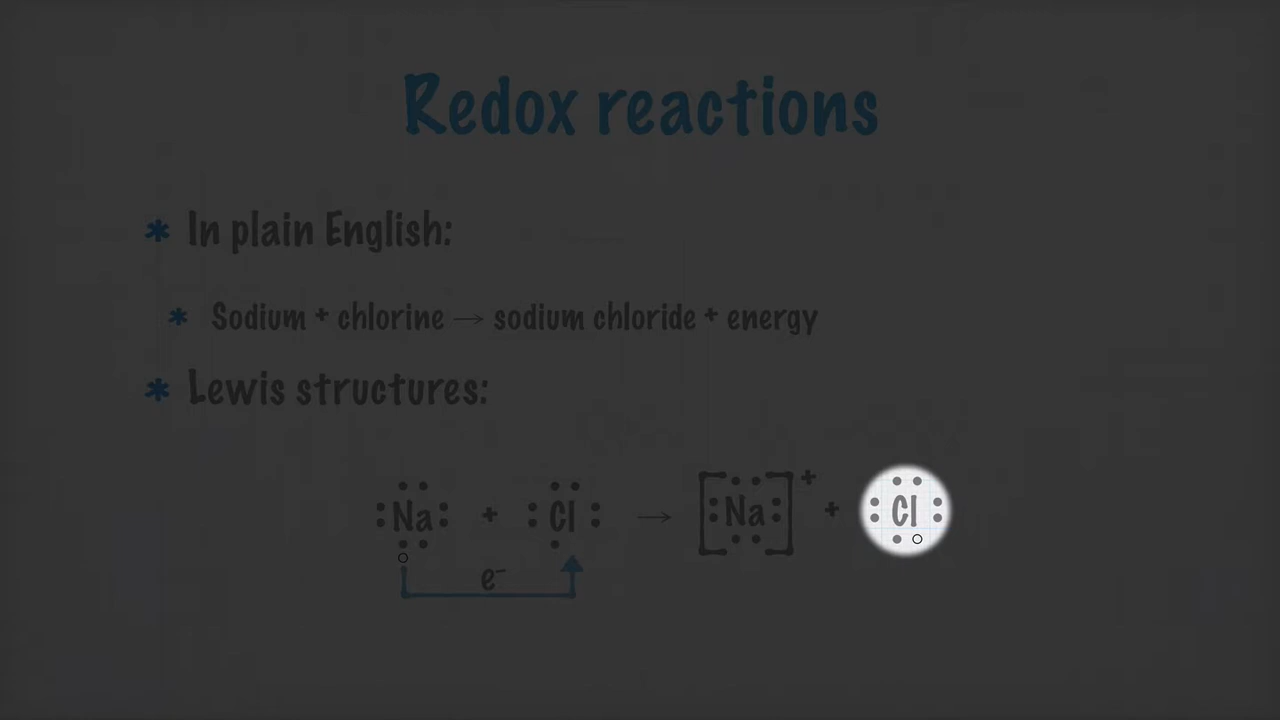 Redox reactions
* In plain English:
* Sodium + chlorine → sodium chloride + energy
* Lewis structures:
Na + Cl → [Na]⁺ + Cl
e⁻